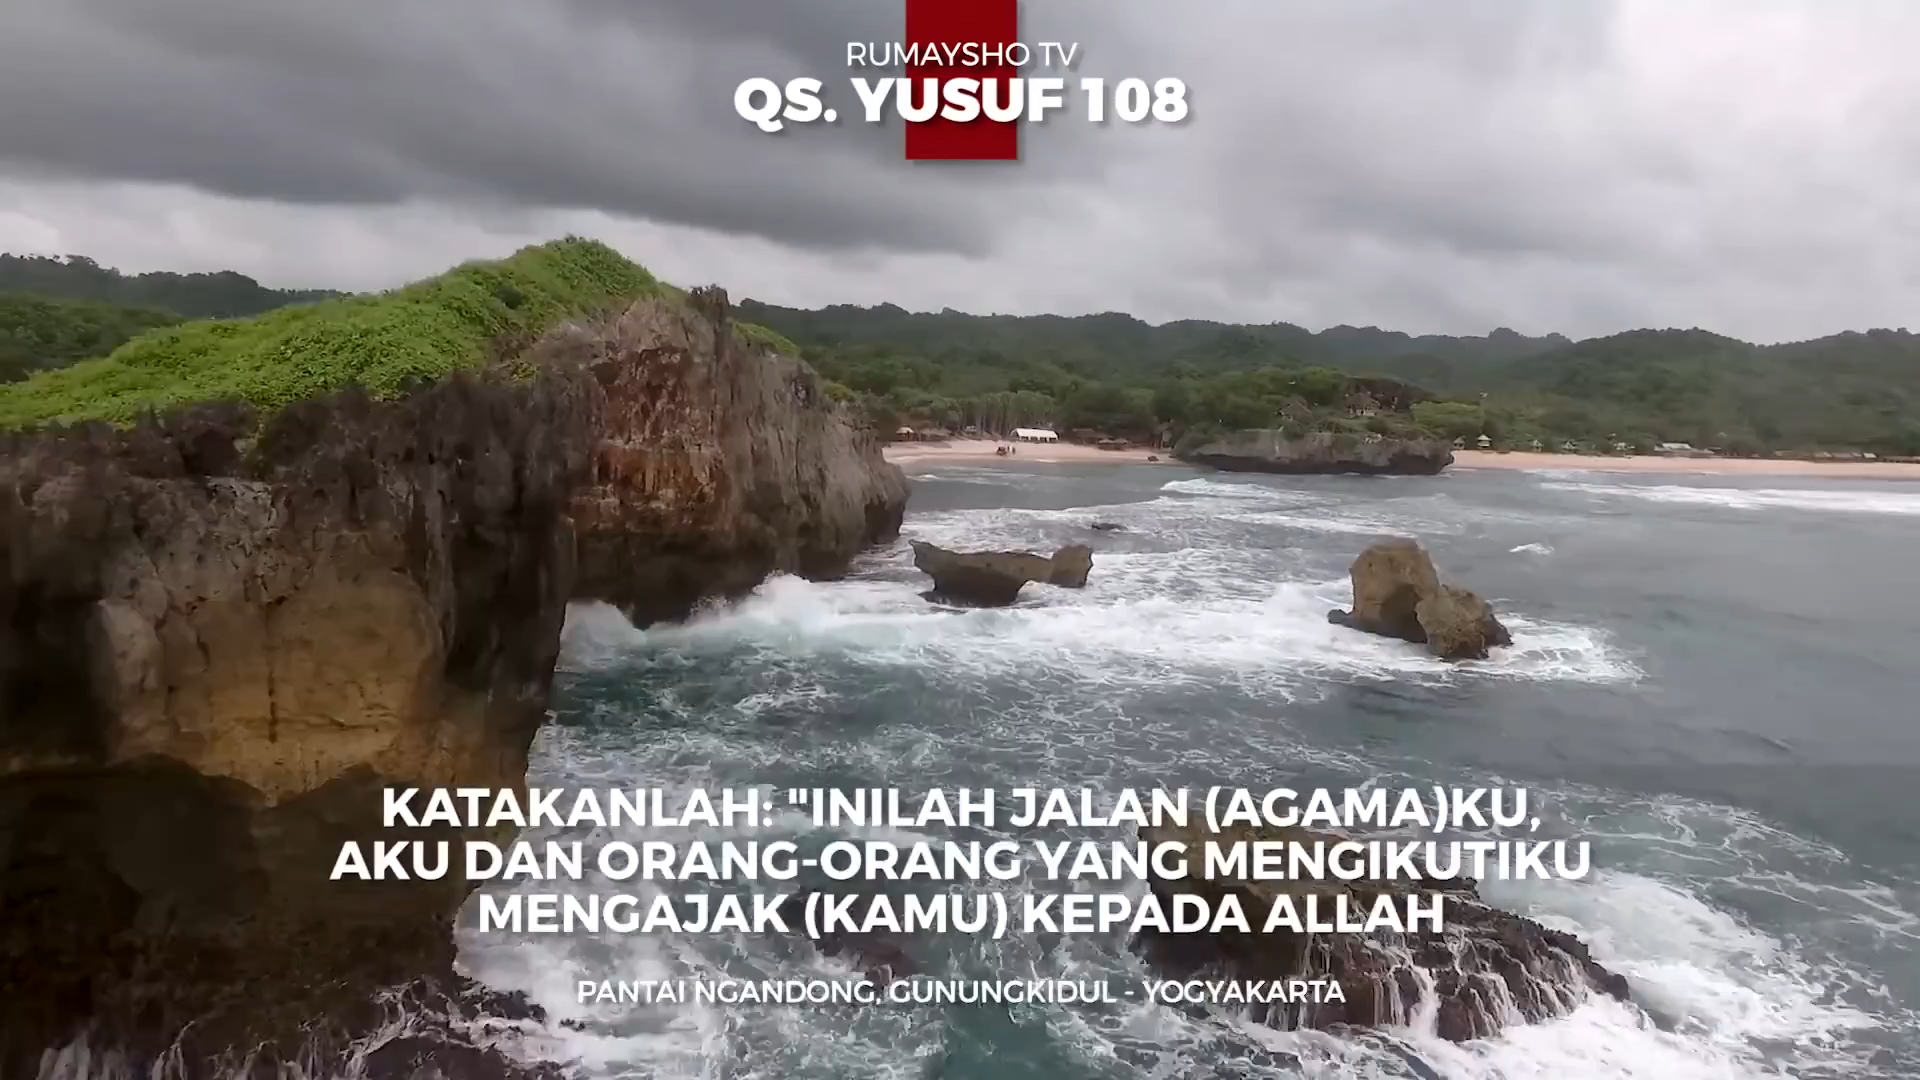 RUMAYSHO TV
QS. YUSUF 108
KATAKANLAH: "INILAH JALAN (AGAMA)KU,
AKU DAN ORANG-ORANG YANG MENGIKUTIKU
MENGAJAK (KAMU) KEPADA ALLAH
PANTAI NGANDONG, GUNUNGKIDUL - YOGYAKARTA